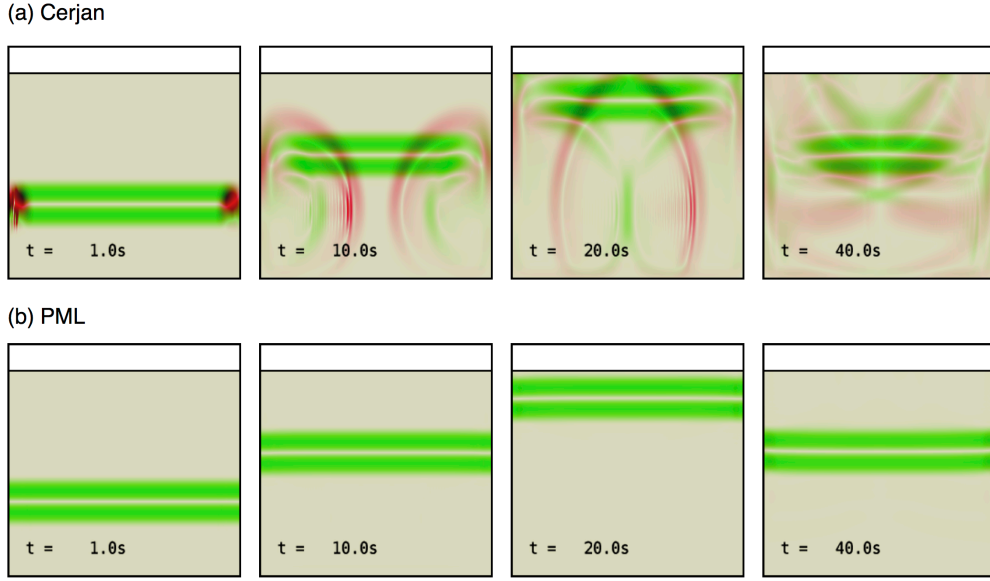 (a) Cerjan
t = 1.0s
t = 10.0s
t = 20.0s
t = 40.0s
(b) PML
t = 1.0s
t = 10.0s
t = 20.0s
t = 40.0s